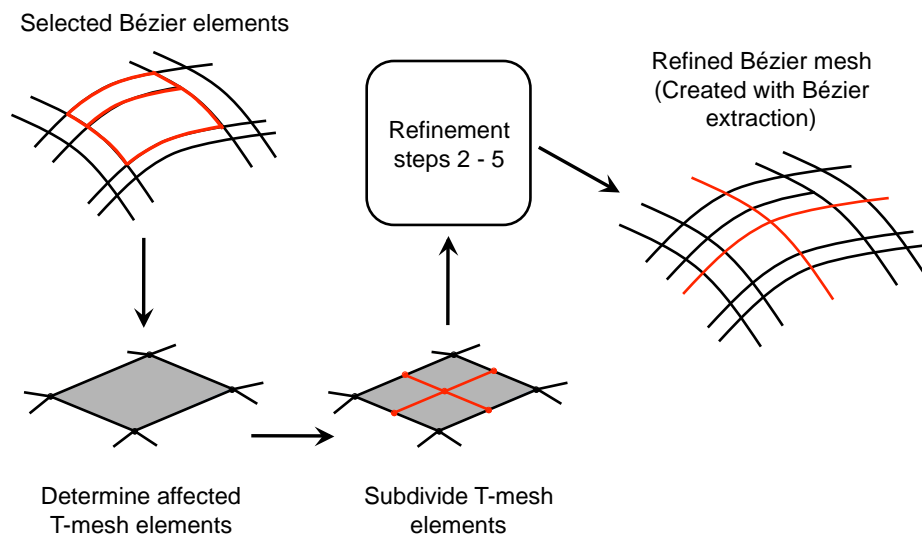 Selected Bézier elements
Determine affected
T-mesh elements
Subdivide T-mesh
elements
Refinement
steps 2 - 5
Refined Bézier mesh
(Created with Bézier
extraction)